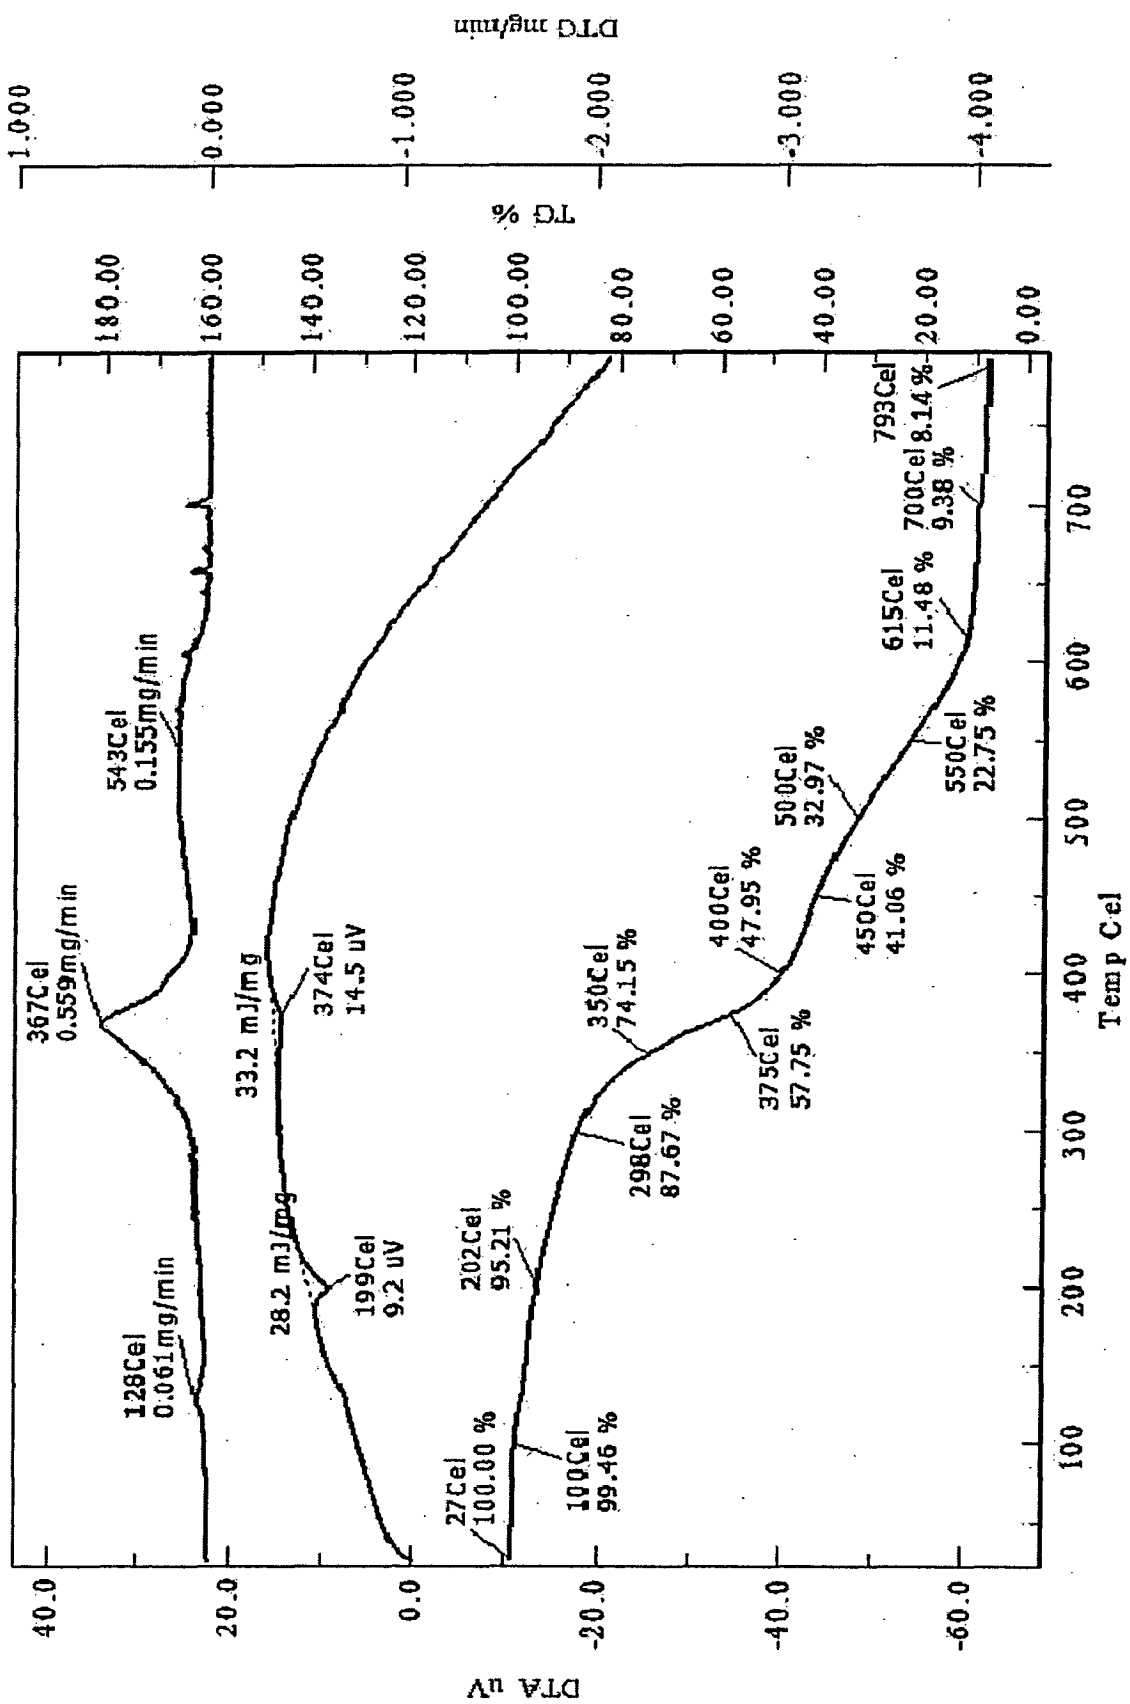 DTA uV
40.0
20.0
0.0
-20.0
-40.0
-60.0
Temp Cel
100
200
300
400
500
600
700
TG %
180.00
160.00
140.00
120.00
100.00
80.00
60.00
40.00
20.00
0.00
DTG mg/min
1.000
0.000
-1.000
-2.000
-3.000
-4.000
128Cel
0.061mg/min
367Cel
0.559mg/min
543Cel
0.155mg/min
28.2 mJ/mg
199Cel
9.2 uV
33.2 mJ/mg
374Cel
14.5 uV
27Cel
100.00 %
100Cel
99.46 %
202Cel
95.21 %
298Cel
87.67 %
350Cel
74.15 %
375Cel
57.75 %
400Cel
47.95 %
450Cel
41.06 %
500Cel
32.97 %
550Cel
22.75 %
615Cel
11.48 %
700Cel
9.38 %
793Cel
8.14 %